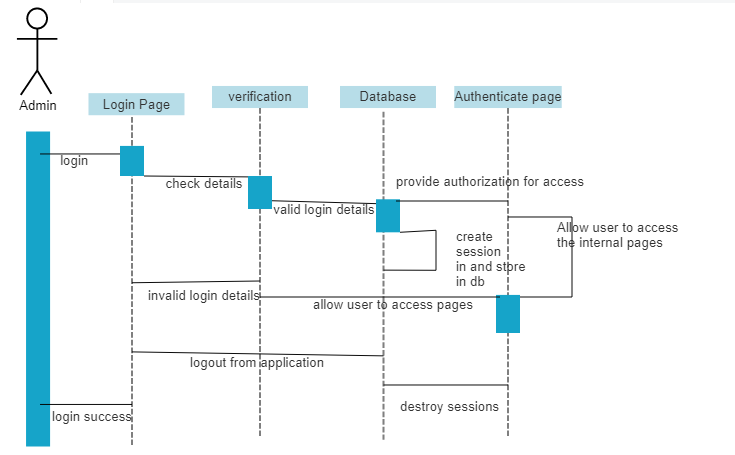 Admin
Login Page
verification
Database
Authenticate page
login
check details
provide authorization for access
valid login details
Allow user to access
the internal pages
create
session
in and store
in db
invalid login details
allow user to access pages
logout from application
destroy sessions
login success